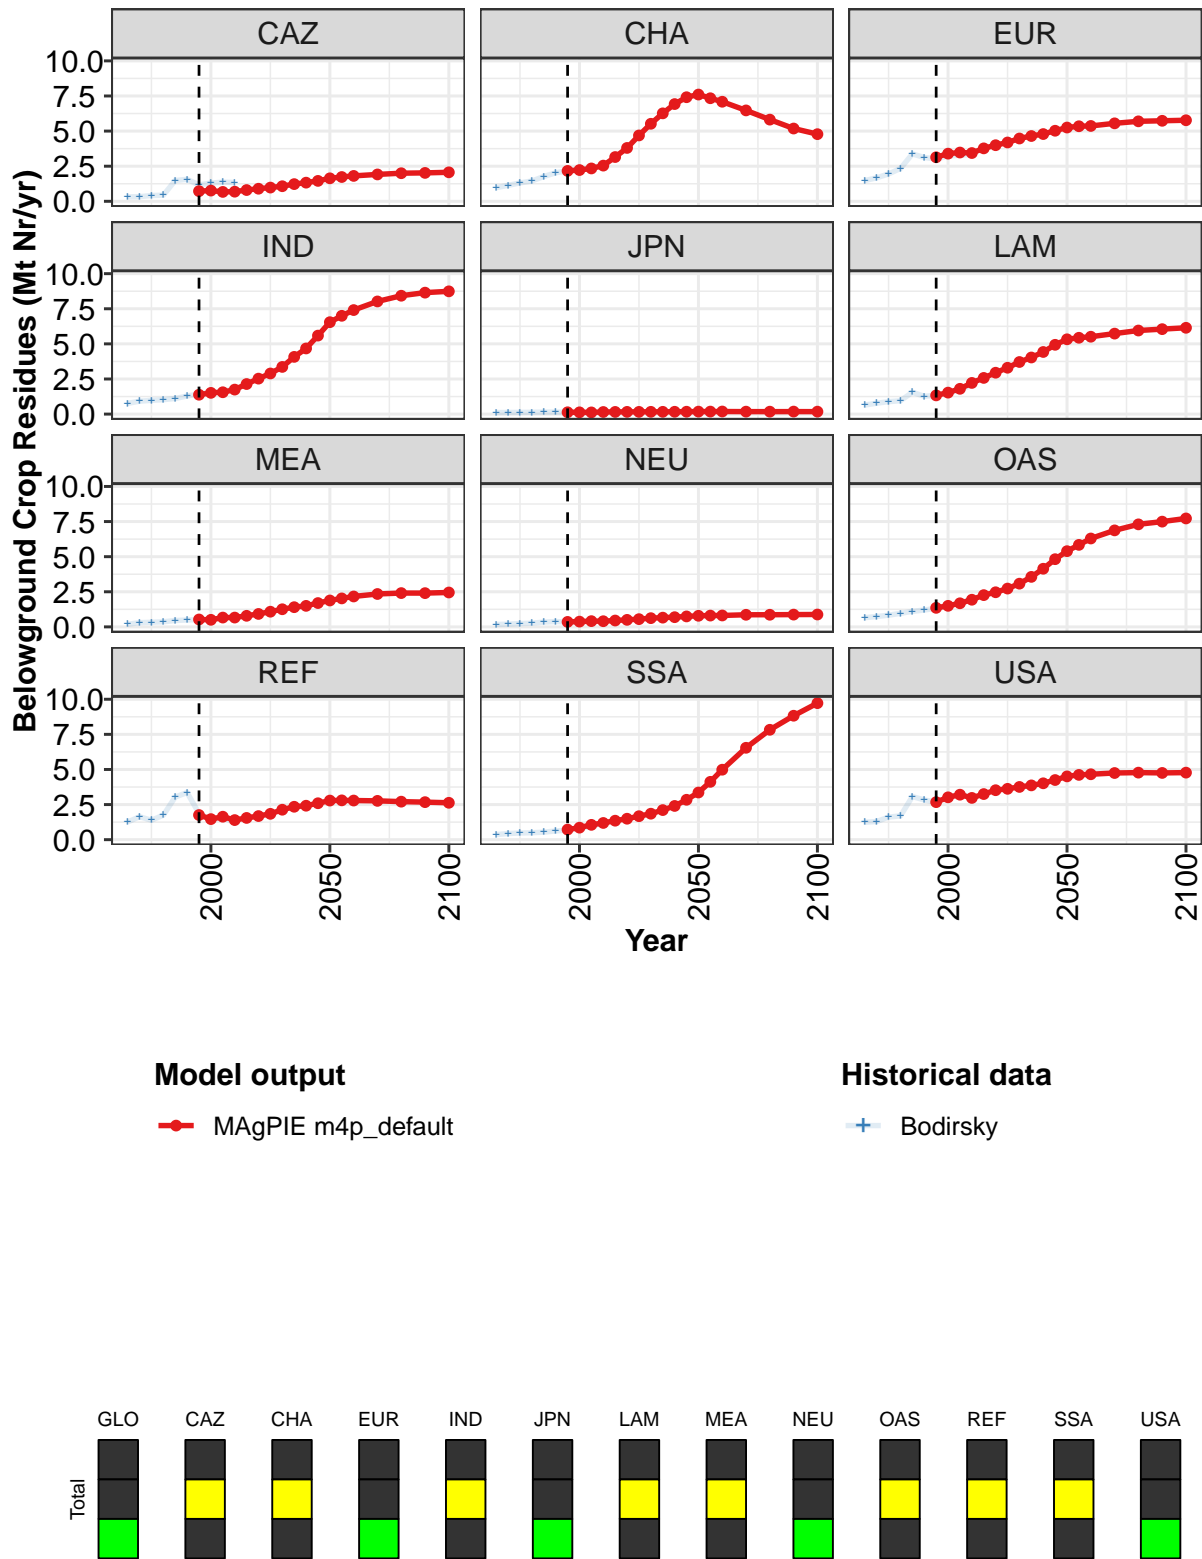 CAZ CHA EUR
10.0
7.5
5.0
2.5
0.0
IND JPN LAM
10.0
7.5
5.0
2.5
0.0
MEA NEU OAS
10.0
7.5
5.0
2.5
0.0
REF SSA USA
10.0
7.5
5.0
2.5
0.0
Belowground Crop Residues (Mt Nr/yr)
2000 2050 2100 2000 2050 2100 2000 2050 2100
Year
Model output
MAgPIE m4p_default
Historical data
Bodirsky
GLO CAZ CHA EUR IND JPN LAM MEA NEU OAS REF SSA USA
Total